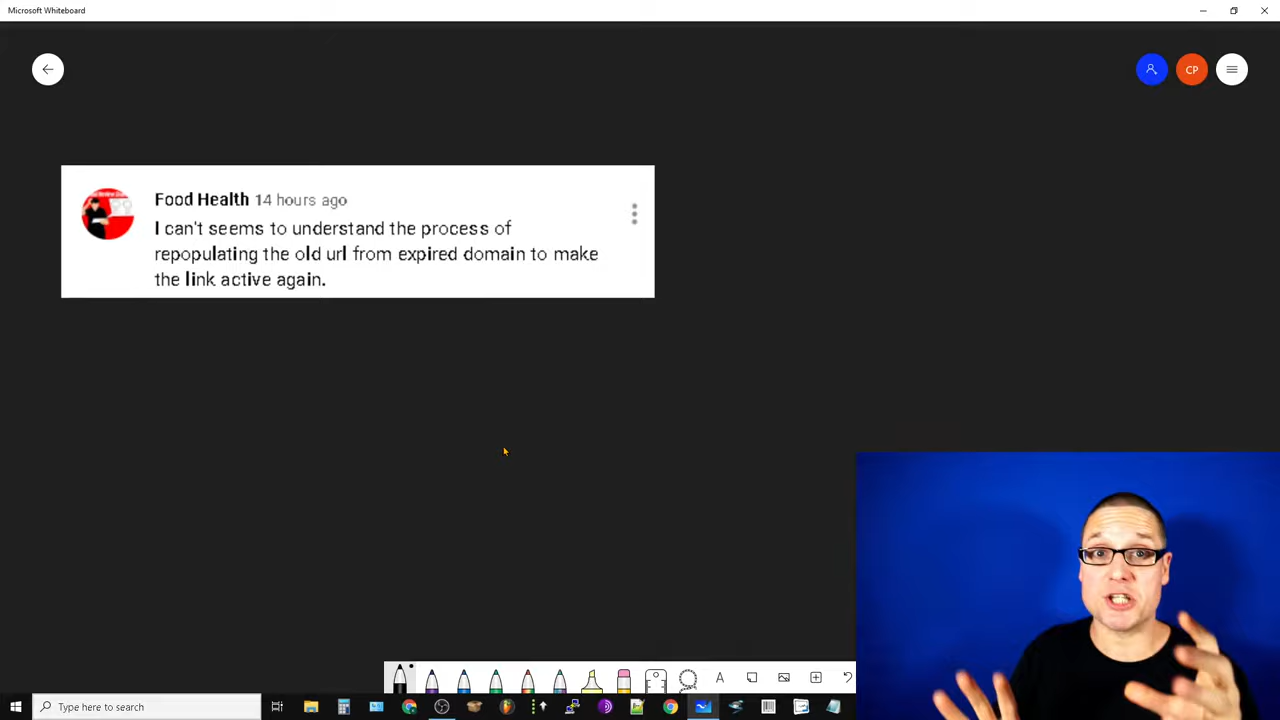 Microsoft Whiteboard
CP
Food Health 14 hours ago
I can't seems to understand the process of
repopulating the old url from expired domain to make
the link active again.
A
Type here to search